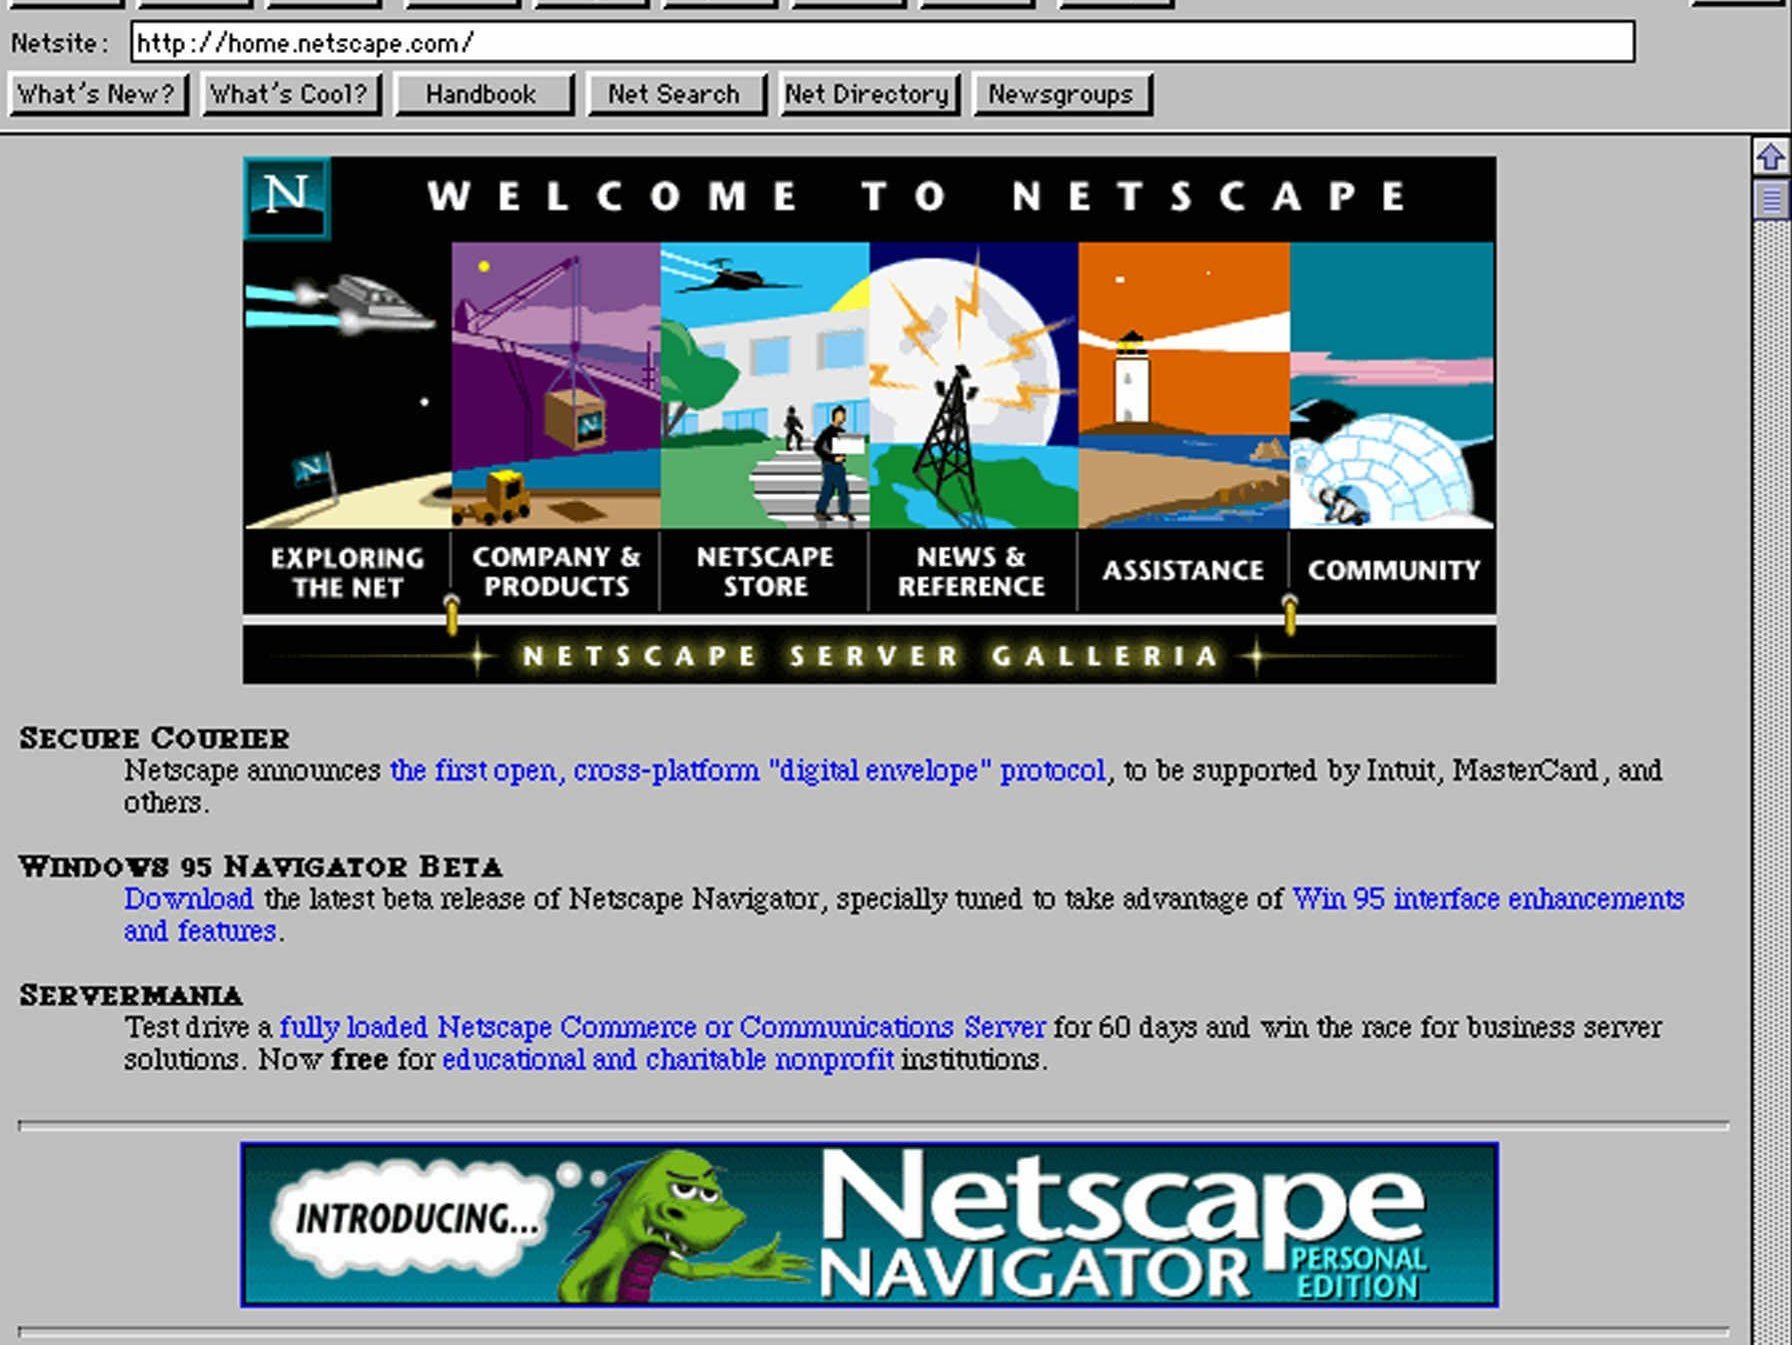 Netsite: http://home.netscape.com/
What's New? What's Cool? Handbook Net Search Net Directory Newsgroups
N WELCOME TO NETSCAPE
N
N
EXPLORING
THE NET
COMPANY &
PRODUCTS
NETSCAPE
STORE
NEWS &
REFERENCE
ASSISTANCE
COMMUNITY
NETSCAPE SERVER GALLERIA
SECURE COURIER
Netscape announces the first open, cross-platform "digital envelope" protocol, to be supported by Intuit, MasterCard, and
others.
WINDOWS 95 NAVIGATOR BETA
Download the latest beta release of Netscape Navigator, specially tuned to take advantage of Win 95 interface enhancements
and features.
SERVERMANIA
Test drive a fully loaded Netscape Commerce or Communications Server for 60 days and win the race for business server
solutions. Now free for educational and charitable nonprofit institutions.
INTRODUCING...
Netscape
NAVIGATOR
PERSONAL
EDITION